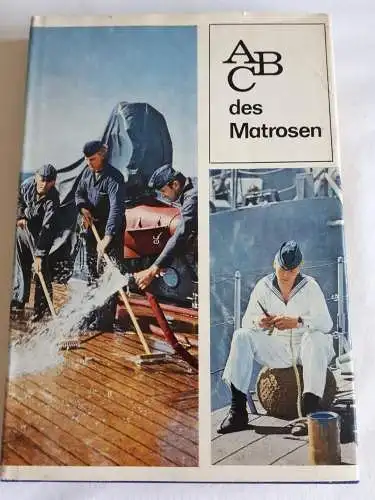 ABC
des
Matrosen